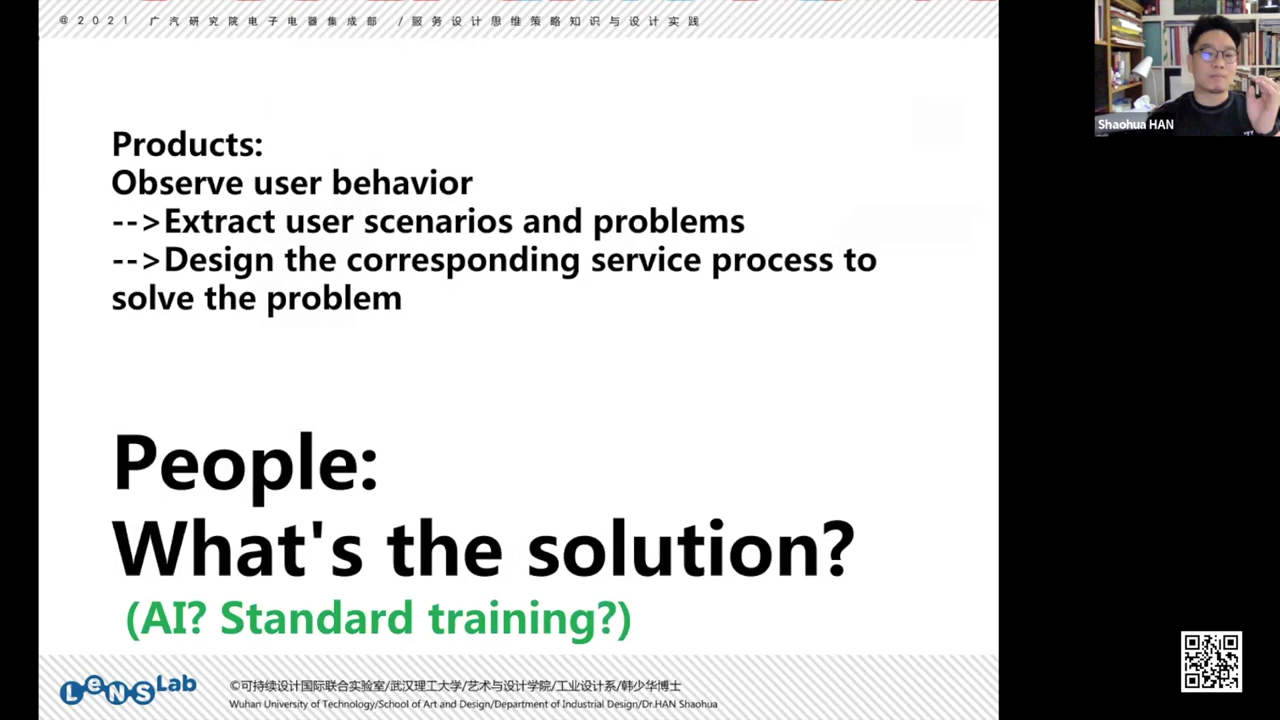 @2021 广汽研究院电子电器集成部 /服务设计思维策略知识与设计实践
Shaohua HAN
Products:
Observe user behavior
-->Extract user scenarios and problems
-->Design the corresponding service process to
solve the problem
People:
What's the solution?
(AI? Standard training?)
LeNS Lab
©可持续设计国际联合实验室/武汉理工大学/艺术与设计学院/工业设计系/韩少华博士
Wuhan University of Technology/School of Art and Design/Department of Industrial Design/Dr.HAN Shaohua